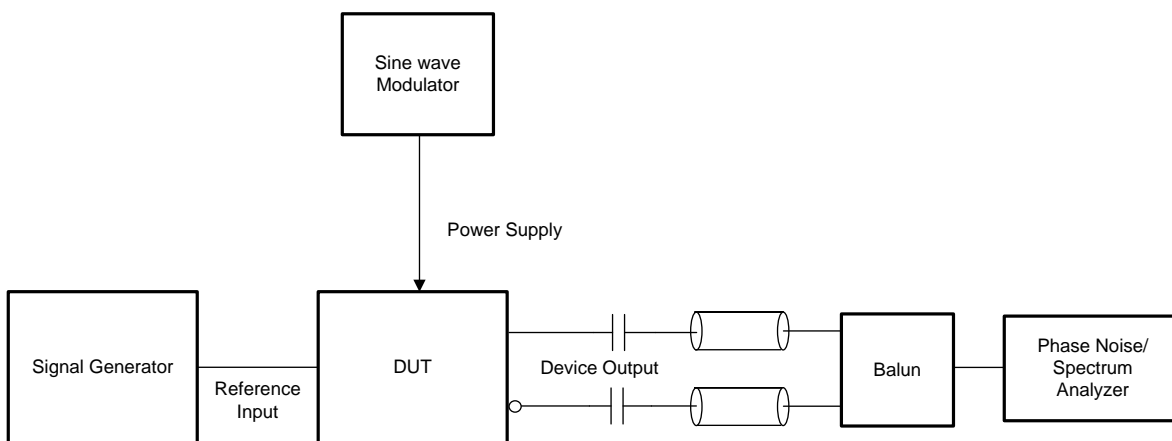 Sine wave
Modulator
Power Supply
Signal Generator
Reference
Input
DUT
Device Output
Balun
Phase Noise/
Spectrum
Analyzer